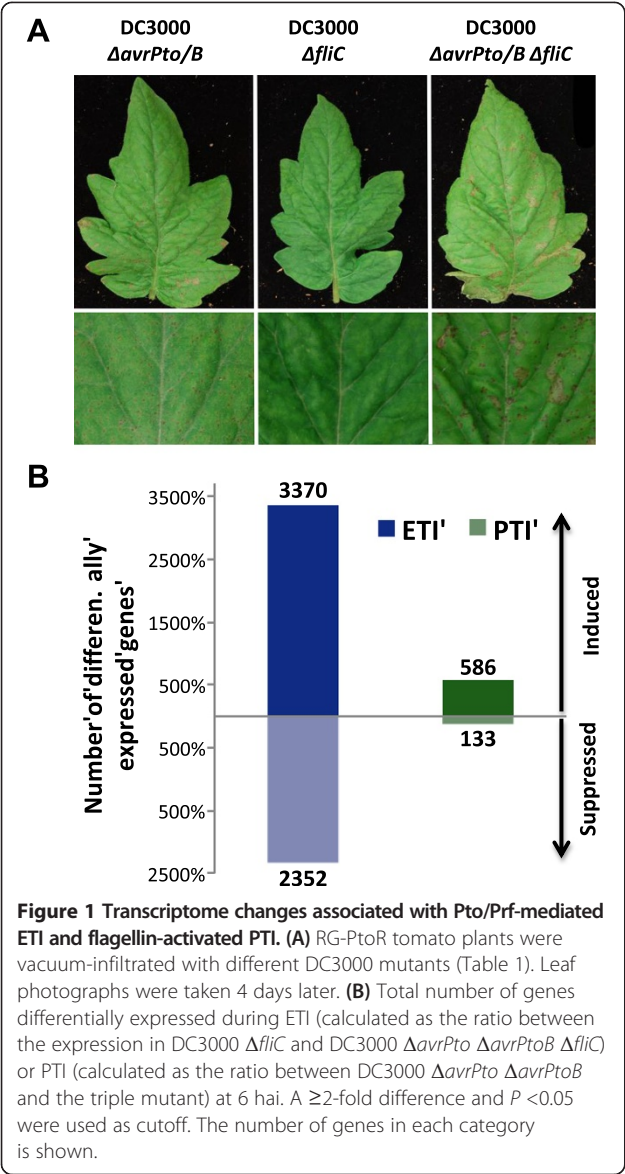 A
DC3000
ΔavrPto/B
DC3000
ΔfliC
DC3000
ΔavrPto/B ΔfliC
B
Number'of'differen. ally'
expressed'genes'
3500%
2500%
1500%
500%
500%
500%
2500%
3370
2352
586
133
ETI'
PTI'
Induced
Suppressed
Figure 1 Transcriptome changes associated with Pto/Prf-mediated
ETI and flagellin-activated PTI. (A) RG-PtoR tomato plants were
vacuum-infiltrated with different DC3000 mutants (Table 1). Leaf
photographs were taken 4 days later. (B) Total number of genes
differentially expressed during ETI (calculated as the ratio between
the expression in DC3000 ΔfliC and DC3000 ΔavrPto ΔavrPtoB ΔfliC)
or PTI (calculated as the ratio between DC3000 ΔavrPto ΔavrPtoB
and the triple mutant) at 6 hai. A ≥2-fold difference and P <0.05
were used as cutoff. The number of genes in each category
is shown.